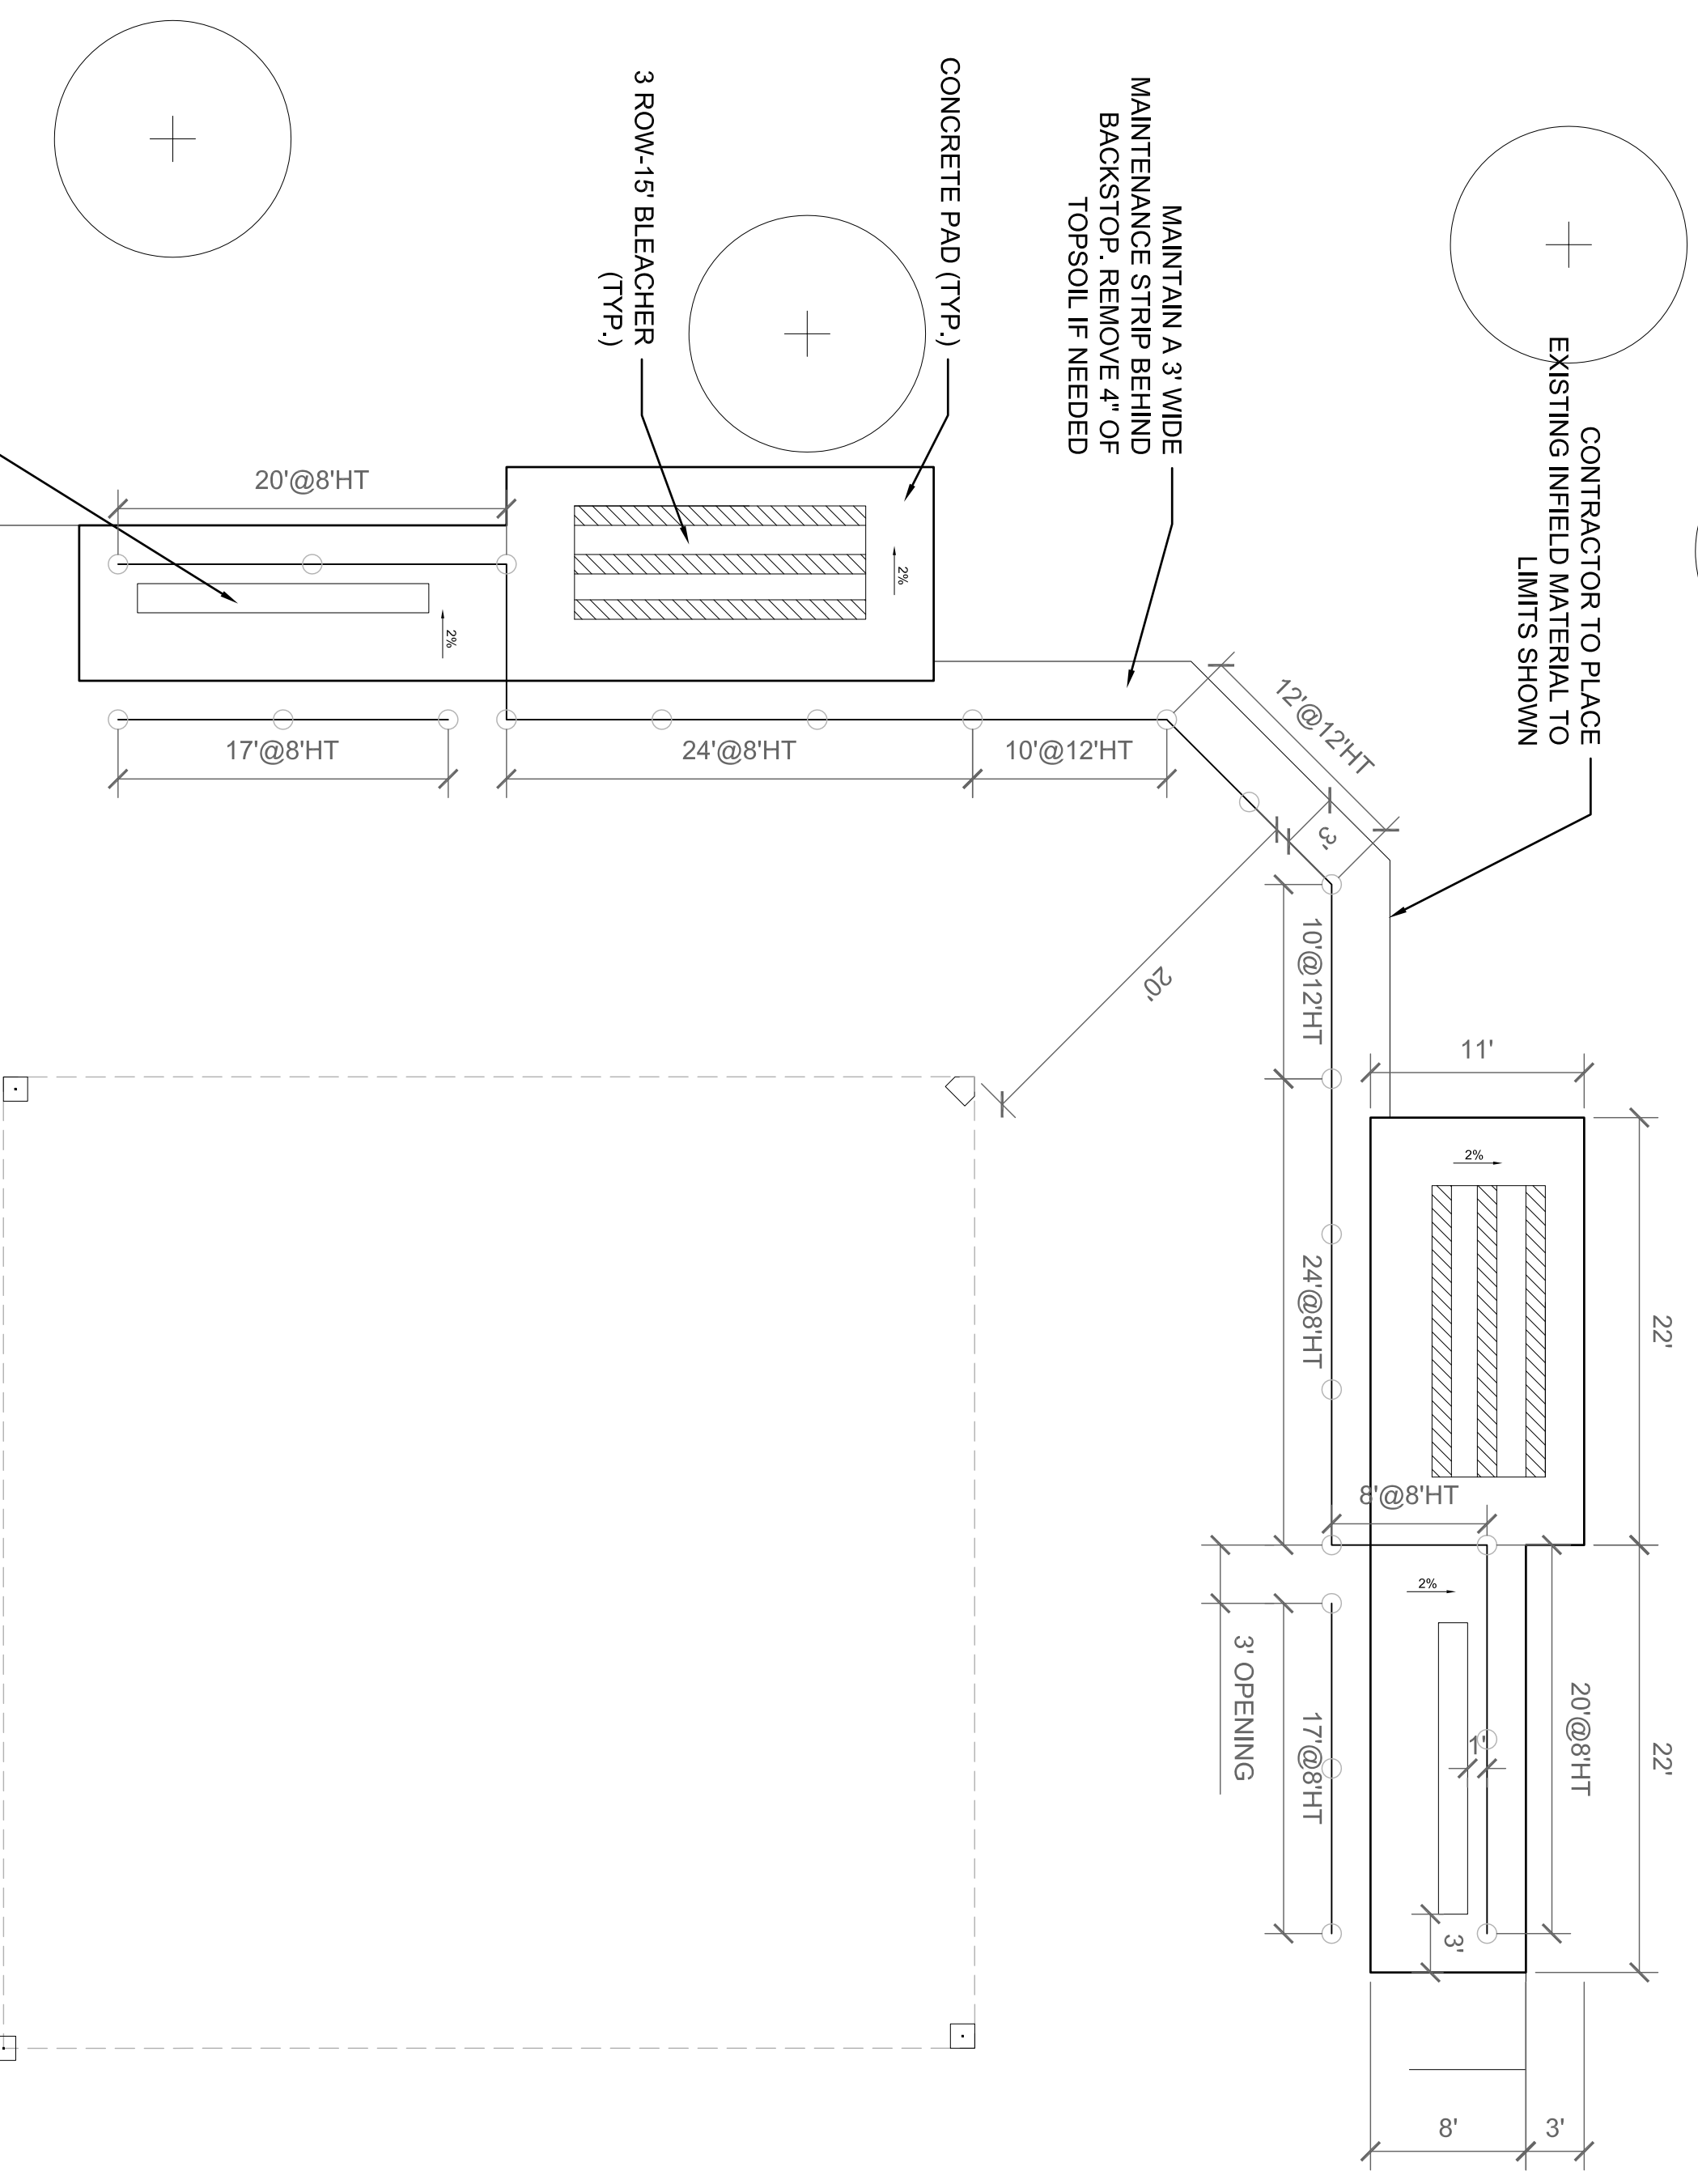 CONTRACTOR TO PLACE
EXISTING INFIELD MATERIAL TO
LIMITS SHOWN
MAINTAIN A 3' WIDE
MAINTENANCE STRIP BEHIND
BACKSTOP. REMOVE 4" OF
TOPSOIL IF NEEDED
CONCRETE PAD (TYP.)
3 ROW-15' BLEACHER
(TYP.)
20'@8'HT
2%
2%
17'@8'HT
24'@8'HT
10'@12'HT
12'@12'HT
3'
20'
10'@12'HT
11'
2%
22'
24'@8'HT
8'@8'HT
2%
3' OPENING
17'@8'HT
1'
20'@8'HT
22'
3'
8'
3'